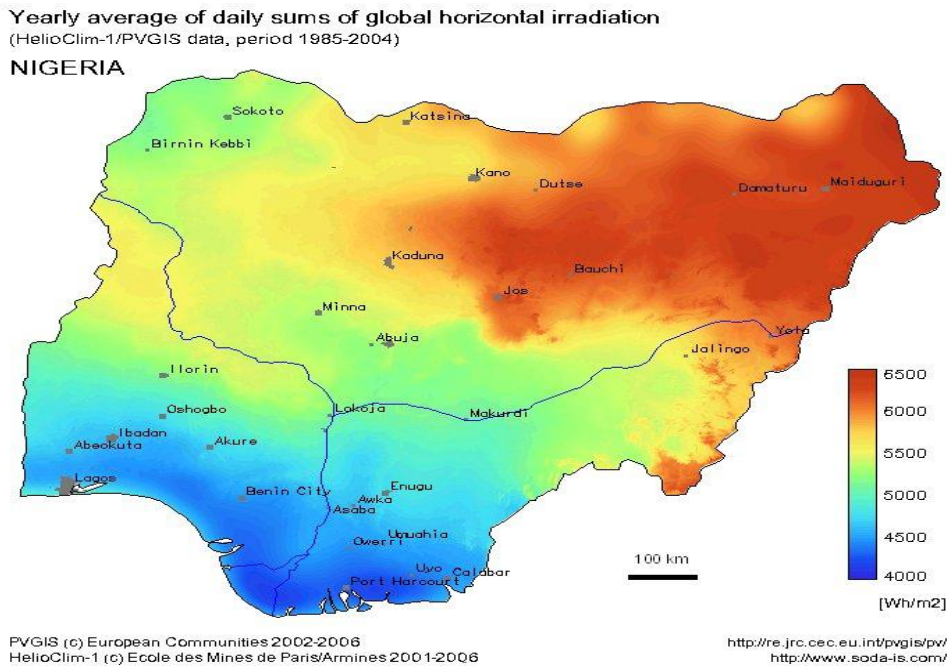 Yearly average of daily sums of global horizontal irradiation
(HelioClim-1/PVGIS data, period 1985-2004)
NIGERIA
Sokoto
Katsina
Birnin Kebbi
Kano
Dutse
Damaturu
Maiduguri
Kaduna
Bauchi
Jos
Minna
Abuja
Yola
Jalingo
Ilorin
Oshogbo
Lokoja
Makurdi
Ibadan
Abeokuta
Akure
Lagos
Benin City
Enugu
Awka
Asaba
Umuahia
Owerri
Uyo
Calabar
Port Harcourt
100 km
6500
6000
5500
5000
4500
4000
[Wh/m2]
PVGIS (c) European Communities 2002-2006
HelioClim-1 (c) Ecole des Mines de Paris/Armines 2001-2006
http://re.jrc.cec.eu.int/pvgis/pv/
http://www.soda-is.com/